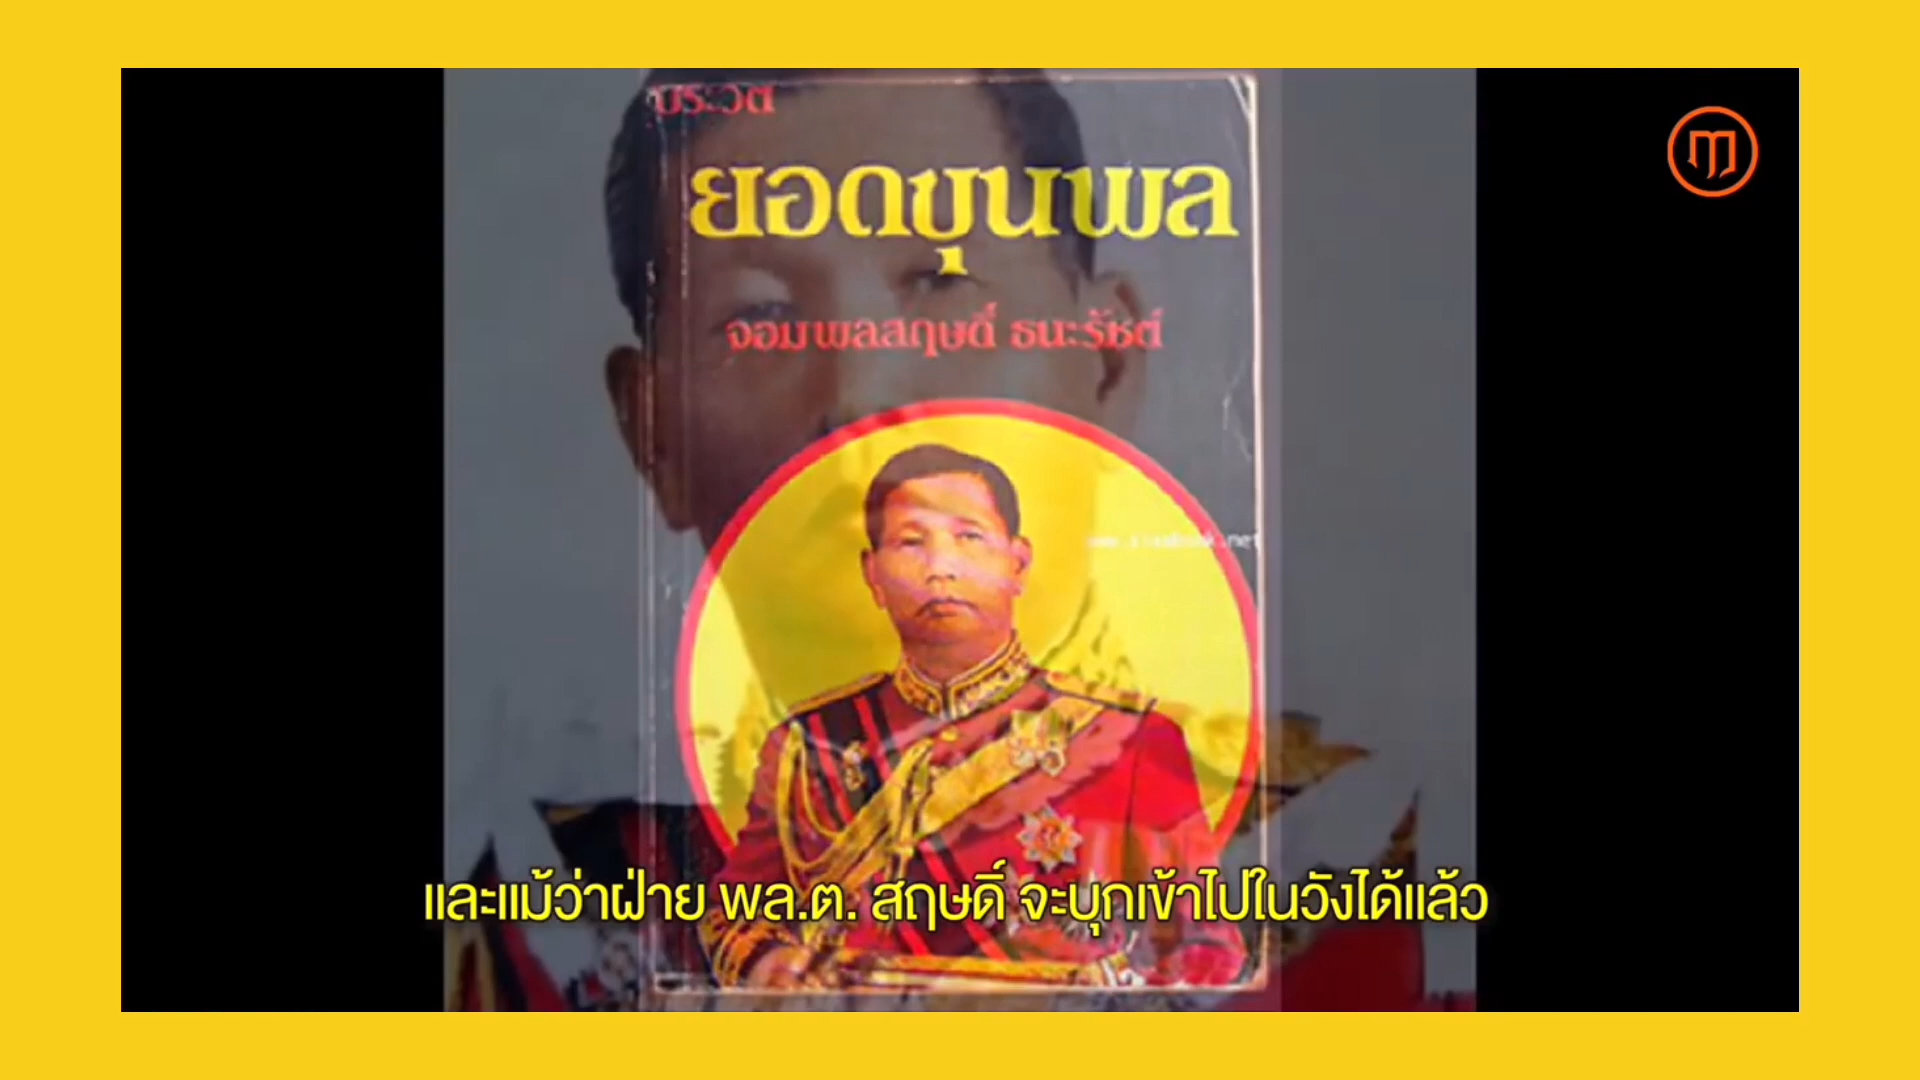 ประวัติ
ยอดขุนพล
จอมพลสฤษดิ์ ธนะรัชต์
และแม้ว่าฝ่าย พล.ต. สฤษดิ์ จะบุกเข้าไปในวังได้แล้ว